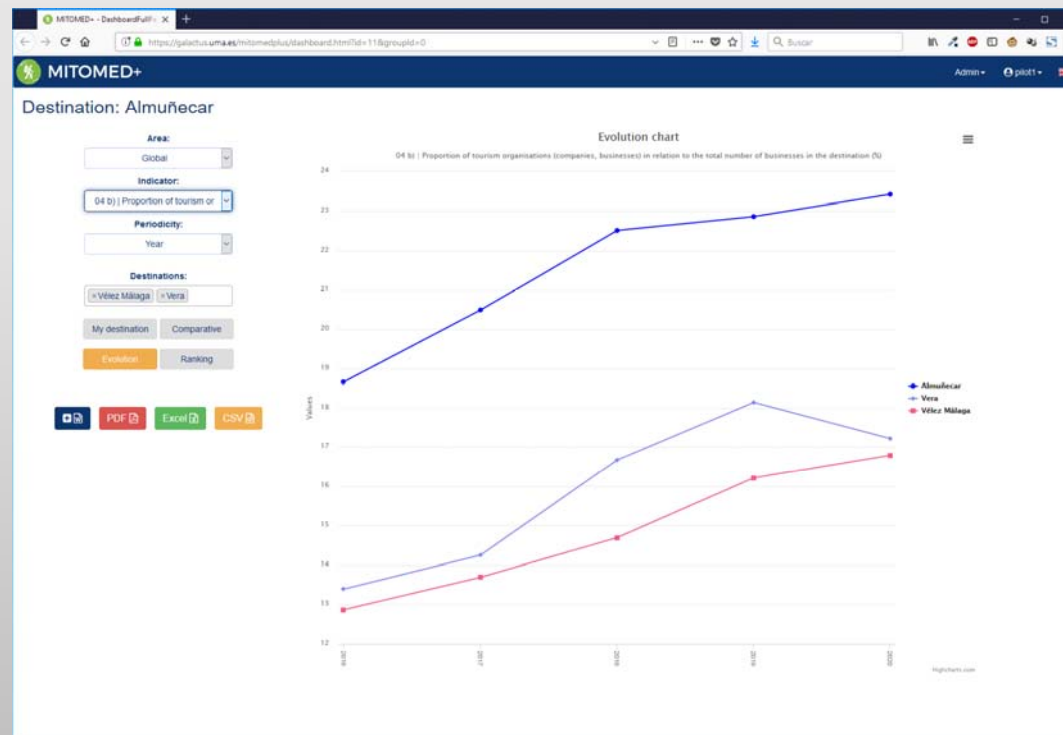 MITOMED+ - DashboardFullF
https://galactus.uma.es/mitomedplus/dashboard.html?id=11&groupId=0
Buscar
MITOMED+
Admin
pilot1
Destination: Almuñecar
Area:
Global
Indicator:
04 b) | Proportion of tourism or
Periodicity:
Year
Destinations:
×Vélez Málaga ×Vera
My destination Comparative
Evolution Ranking
PDF Excel CSV
Evolution chart
04 b) | Proportion of tourism organisations (companies, businesses) in relation to the total number of businesses in the destination (%)
Values
24
23
22
21
20
19
18
17
16
15
14
13
12
2017
2019
2020
Almuñecar
Vera
Vélez Málaga
Highcharts.com